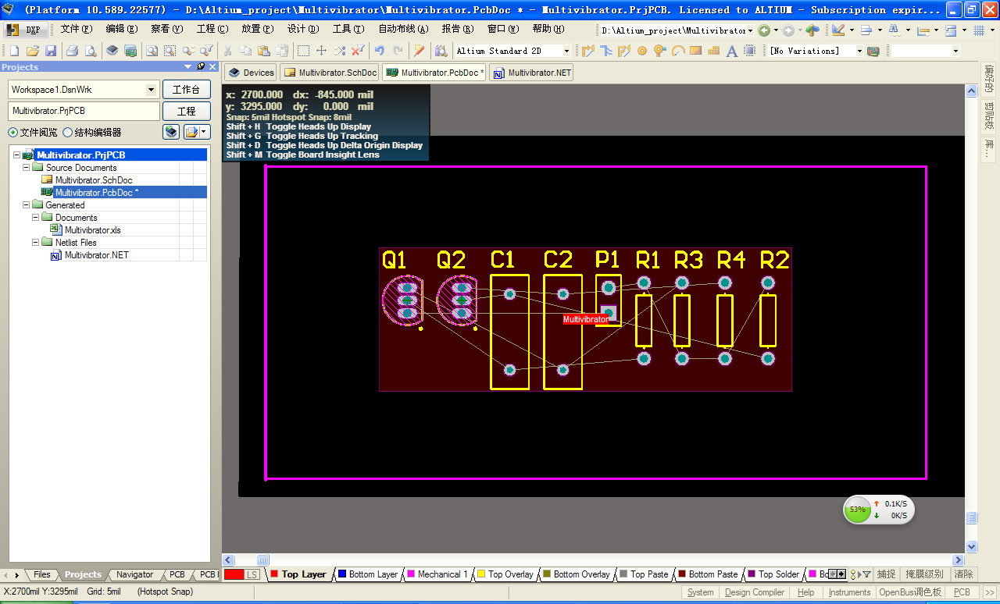 (Platform 10.589.22577) - D:\Altium_project\Multivibrator\Multivibrator.PcbDoc * - Multivibrator.PrjPCB. Licensed to ALTIUM - Subscription expir...
DXP 文件(F) 编辑(E) 察看(V) 工程(C) 放置(P) 设计(D) 工具(T) 自动布线(A) 报告(R) 窗口(W) 帮助(H) D:\Altium_project\Multivibrator
Altium Standard 2D [No Variations]
Projects
Devices Multivibrator.SchDoc Multivibrator.PcbDoc * Multivibrator.NET
Workspace1.DsnWrk 工作台
Multivibrator.PrjPCB 工程
文件阅览 结构编辑器
Multivibrator.PrjPCB
Source Documents
Multivibrator.SchDoc
Multivibrator.PcbDoc *
Generated
Documents
Multivibrator.xls
Netlist Files
Multivibrator.NET
x: 2700.000 dx: -845.000 mil
y: 3295.000 dy: 0.000 mil
Snap: 5mil Hotspot Snap: 8mil
Shift + H Toggle Heads Up Display
Shift + G Toggle Heads Up Tracking
Shift + D Toggle Heads Up Delta Origin Display
Shift + M Toggle Board Insight Lens
Q1 Q2 C1 C2 P1 R1 R3 R4 R2
Multivibrator
偏好的
剪贴板
库...
53% 0.1K/S
0K/S
Files Projects Navigator PCB PCB
LS Top Layer Bottom Layer Mechanical 1 Top Overlay Bottom Overlay Top Paste Bottom Paste Top Solder Bo 捕捉 掩膜级别 清除
X:2700mil Y:3295mil Grid: 5mil (Hotspot Snap)
System Design Compiler Help Instruments OpenBus调色板 PCB >>